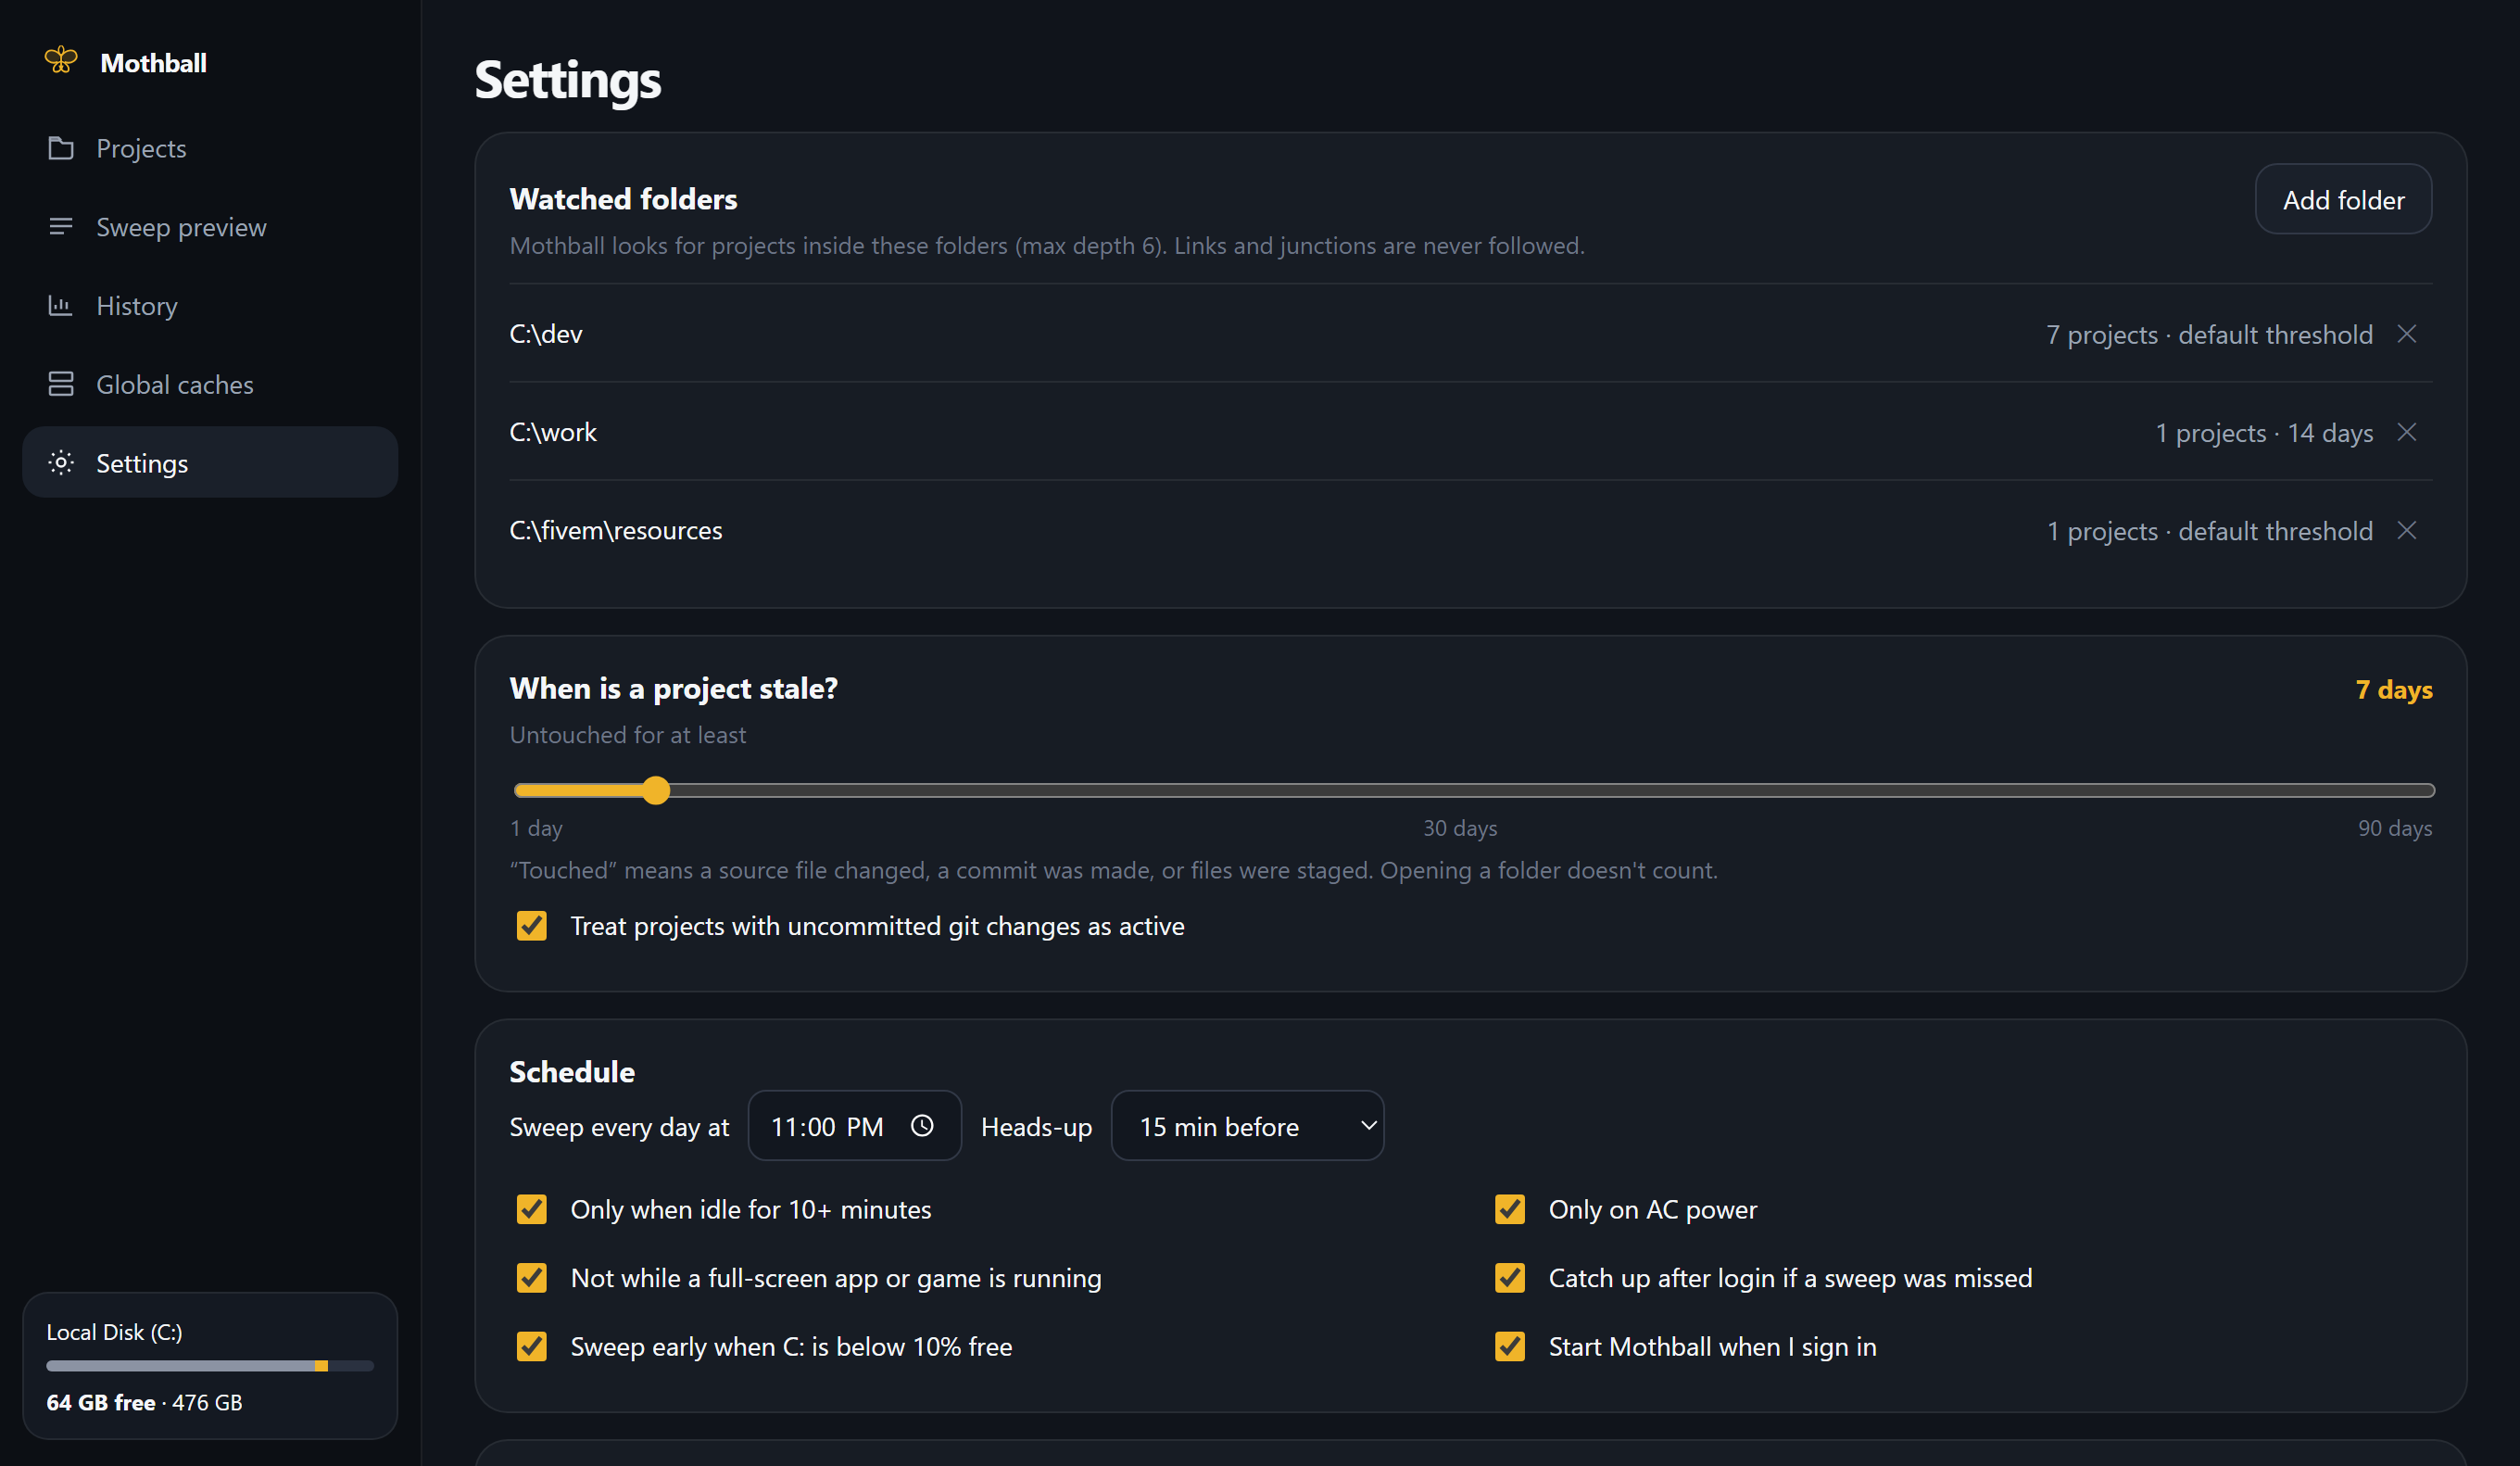 Mothball
Projects
Sweep preview
History
Global caches
Settings
Local Disk (C:)
64 GB free · 476 GB
Settings
Watched folders
Add folder
Mothball looks for projects inside these folders (max depth 6). Links and junctions are never followed.
C:\dev
7 projects · default threshold
C:\work
1 projects · 14 days
C:\fivem\resources
1 projects · default threshold
When is a project stale?
7 days
Untouched for at least
1 day
30 days
90 days
“Touched” means a source file changed, a commit was made, or files were staged. Opening a folder doesn't count.
Treat projects with uncommitted git changes as active
Schedule
Sweep every day at 11:00 PM Heads-up 15 min before
Only when idle for 10+ minutes
Only on AC power
Not while a full-screen app or game is running
Catch up after login if a sweep was missed
Sweep early when C: is below 10% free
Start Mothball when I sign in